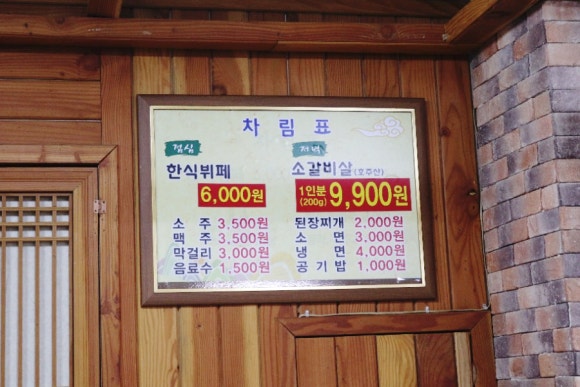 차림표
점심
한식뷔페
6,000원
소주 3,500원
맥주 3,500원
막걸리 3,000원
음료수 1,500원
저녁
소갈비살(호주산)
1인분(200g) 9,900원
된장찌개 2,000원
소면 3,000원
냉면 4,000원
공기밥 1,000원